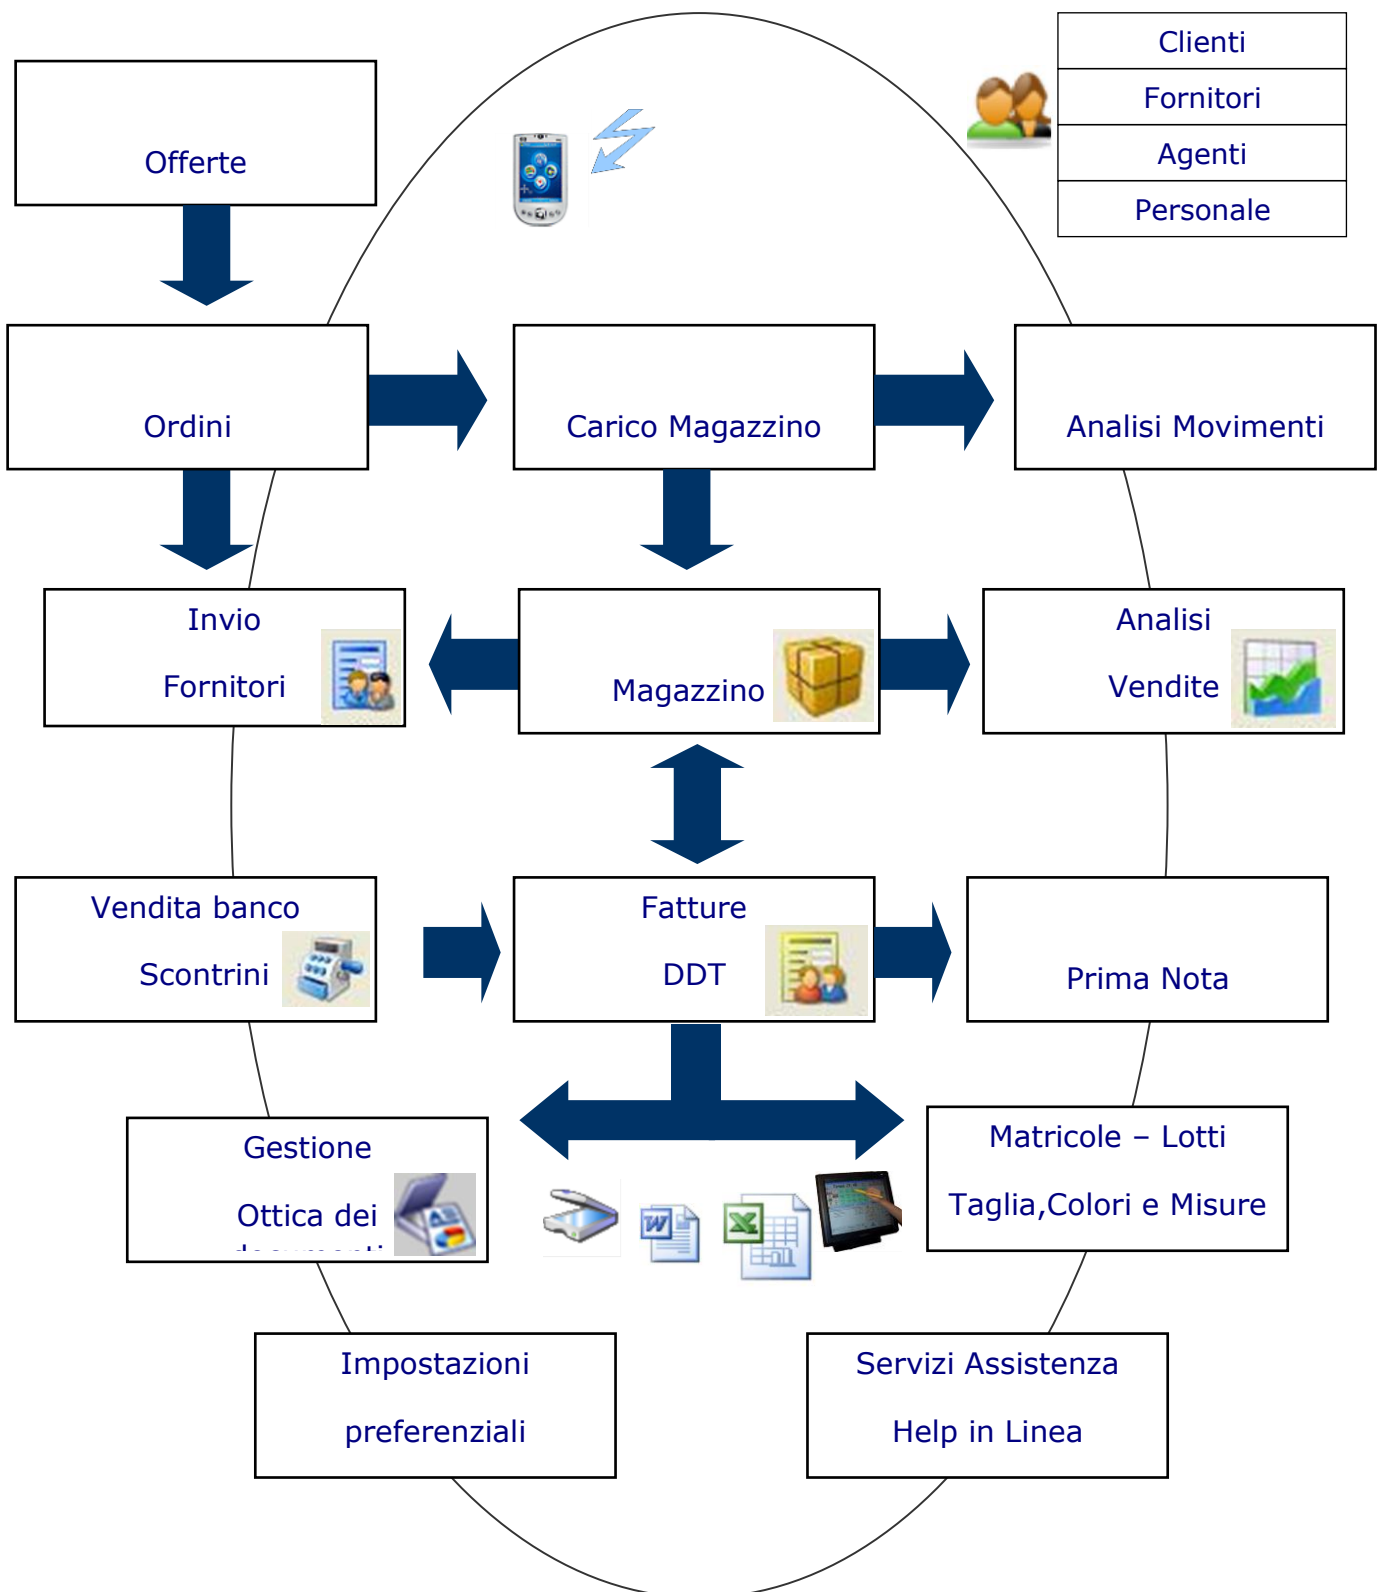 Clienti
Fornitori
Agenti
Personale
Offerte
Ordini
Carico Magazzino
Analisi Movimenti
Invio
Fornitori
Magazzino
Analisi
Vendite
Vendita banco
Scontrini
Fatture
DDT
Prima Nota
Gestione
Ottica dei
documenti
Matricole – Lotti
Taglia,Colori e Misure
Impostazioni
preferenziali
Servizi Assistenza
Help in Linea